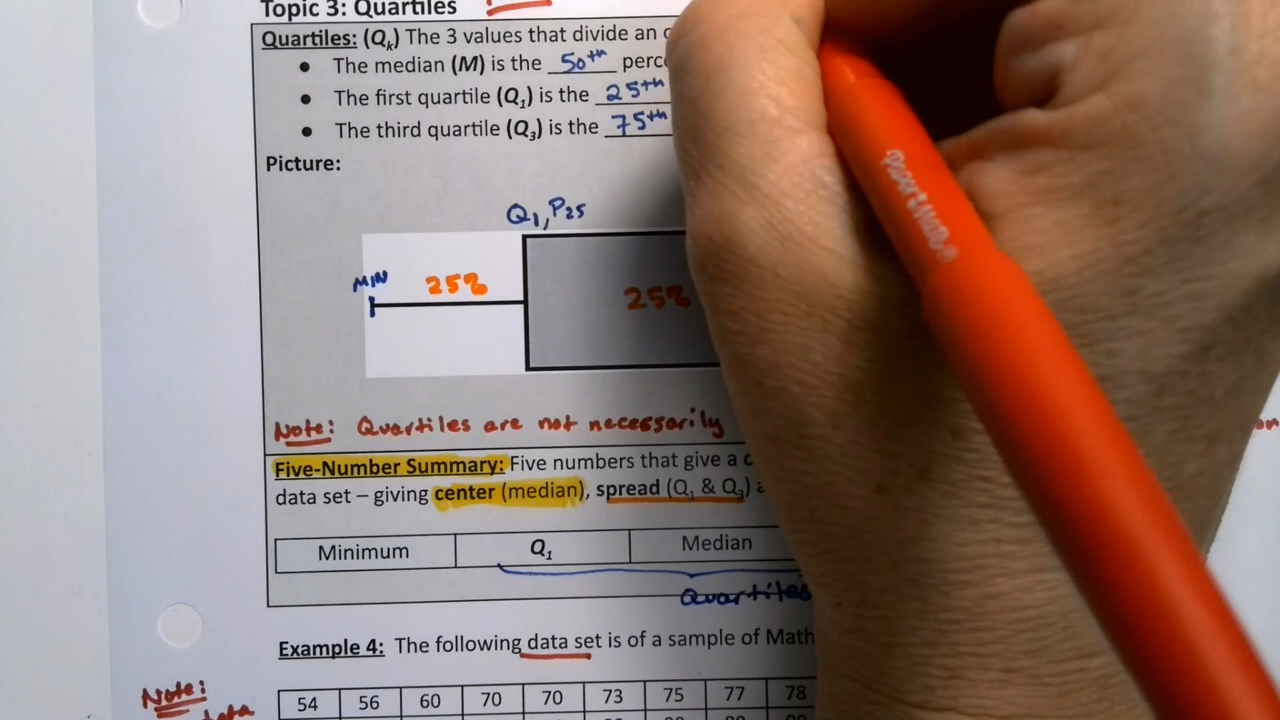 Topic 3: Quartiles
Quartiles: (Qk) The 3 values that divide an
The median (M) is the 50th perc
The first quartile (Q1) is the 25th
The third quartile (Q3) is the 75th
Picture:
Q1, P25
MIN
25%
25%
Note: Quartiles are not necessarily
Five-Number Summary: Five numbers that give a
data set – giving center (median), spread (Q1 & Q3)
Minimum Q1 Median
Quartiles
Example 4: The following data set is of a sample of Math
Note:
data
54 56 60 70 70 73 75 77 78
PaperMate®